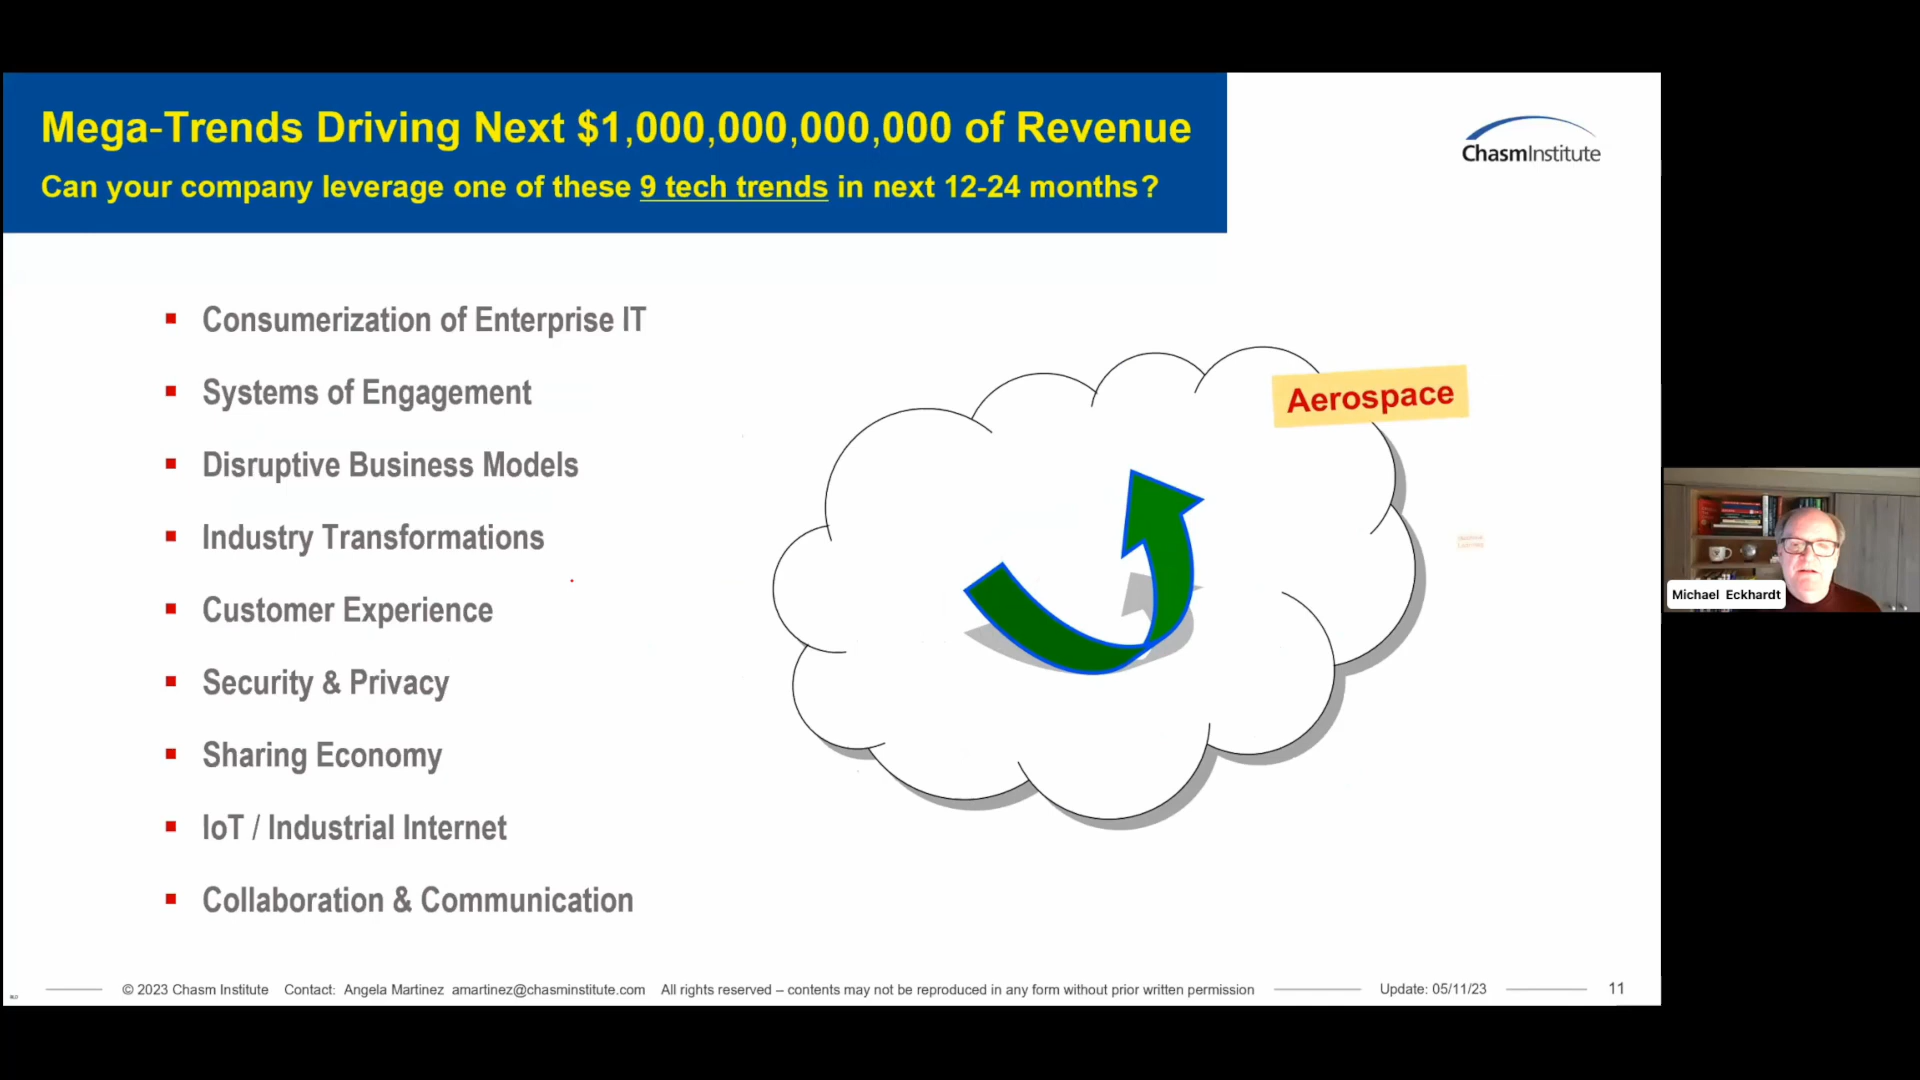 Mega-Trends Driving Next $1,000,000,000,000 of Revenue
Can your company leverage one of these 9 tech trends in next 12-24 months?
ChasmInstitute
Consumerization of Enterprise IT
Systems of Engagement
Disruptive Business Models
Industry Transformations
Customer Experience
Security & Privacy
Sharing Economy
IoT / Industrial Internet
Collaboration & Communication
Aerospace
Michael Eckhardt
© 2023 Chasm Institute Contact: Angela Martinez amartinez@chasminstitute.com All rights reserved – contents may not be reproduced in any form without prior written permission
Update: 05/11/23
11